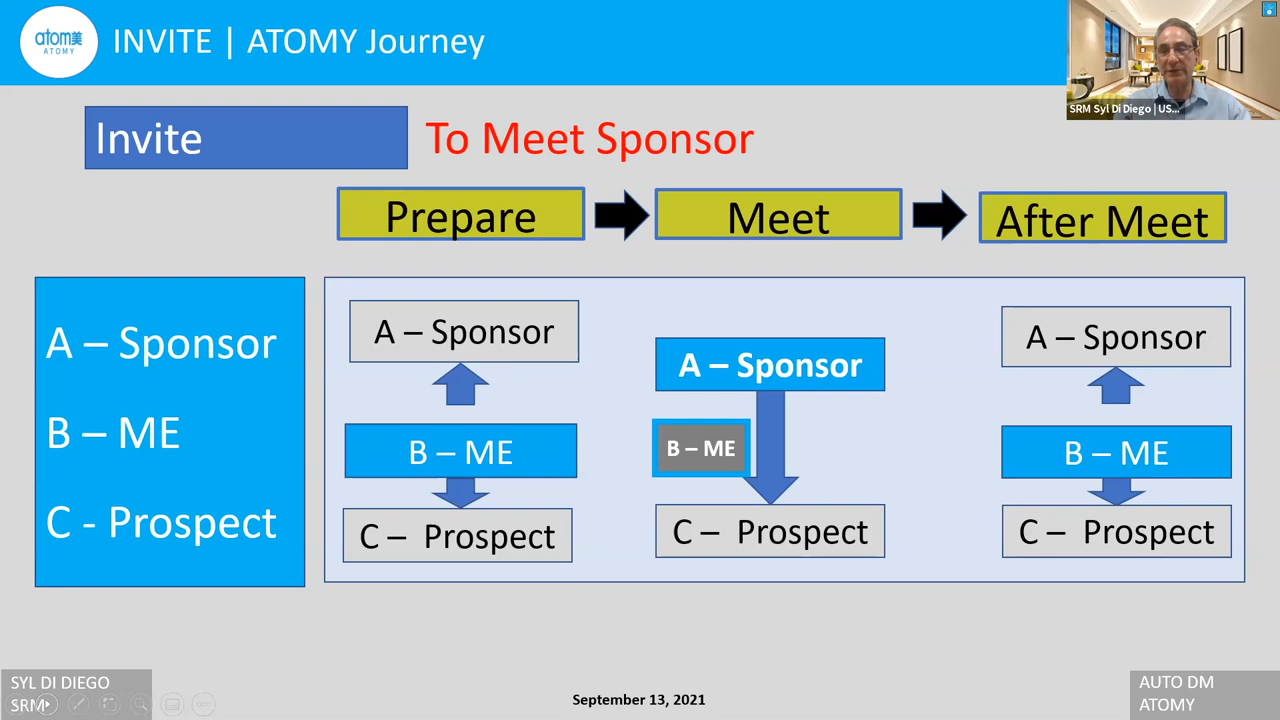 atom美
ATOMY
INVITE | ATOMY Journey
SRM Syl Di Diego | US...
Invite
To Meet Sponsor
Prepare
Meet
After Meet
A – Sponsor
B – ME
C - Prospect
A – Sponsor
B – ME
C – Prospect
A – Sponsor
B – ME
C – Prospect
A – Sponsor
B – ME
C – Prospect
SYL DI DIEGO
SRM
September 13, 2021
AUTO DM
ATOMY